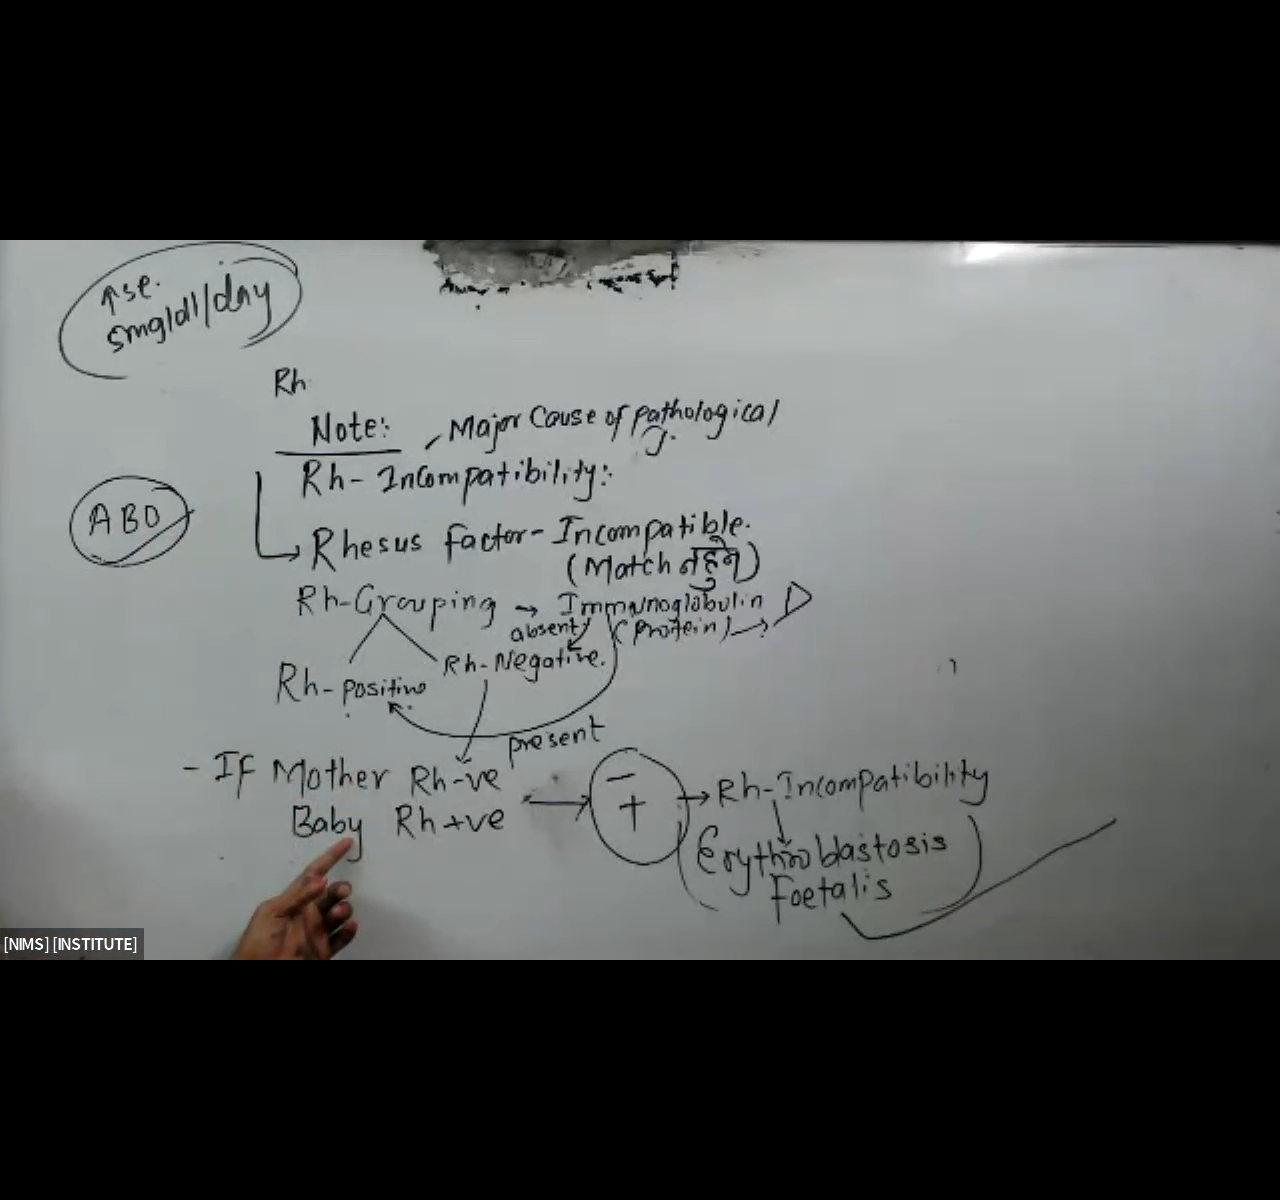 ↑se.
5mg/dl/day
Rh
Note:
Major Cause of pathological
J.
Rh- Incompatibility:
ABO
Rhesus factor- Incompatible.
(Match नहुने)
Rh-Grouping → Immunoglobulin D
absent (protein) →
Rh-Positive Rh-Negative.
present
- If Mother Rh-ve
Baby Rh+ve → - + → Rh-Incompatibility
(Erythroblastosis
Foetalis)
[NIMS] [INSTITUTE]